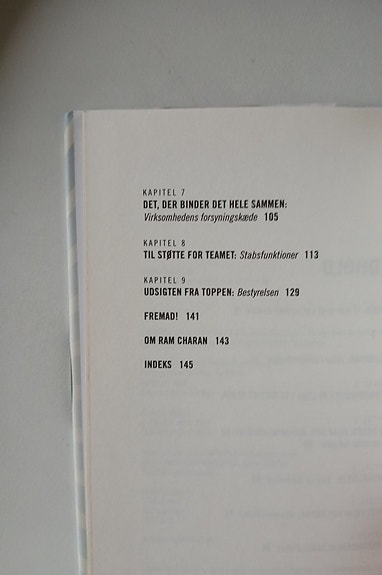 KAPITEL 7
DET, DER BINDER DET HELE SAMMEN:
Virksomhedens forsyningskæde 105
KAPITEL 8
TIL STØTTE FOR TEAMET: Stabsfunktioner 113
KAPITEL 9
UDSIGTEN FRA TOPPEN: Bestyrelsen 129
FREMAD! 141
OM RAM CHARAN 143
INDEKS 145